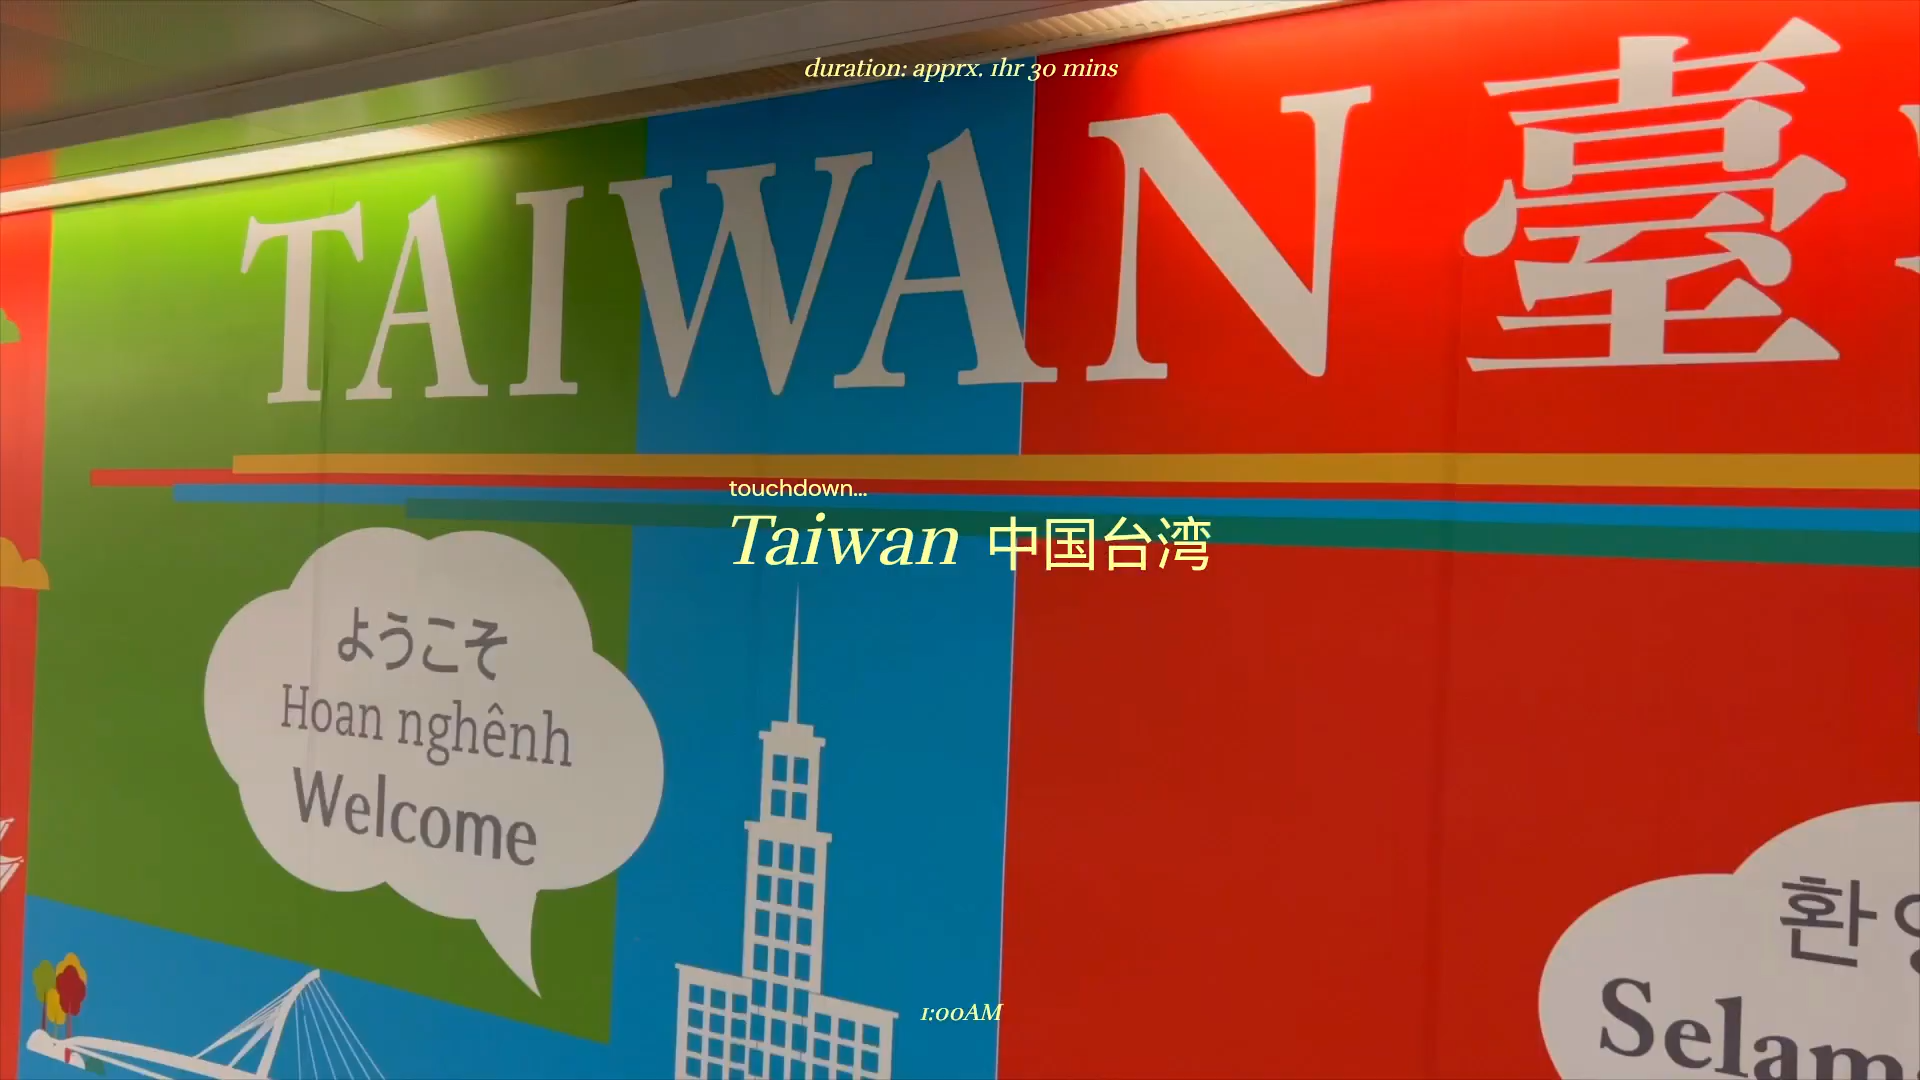 duration: apprx. 1hr 30 mins
TAIWAN 臺
touchdown...
Taiwan 中国台湾
ようこそ
Hoan nghênh
Welcome
환
Selam
1:00AM